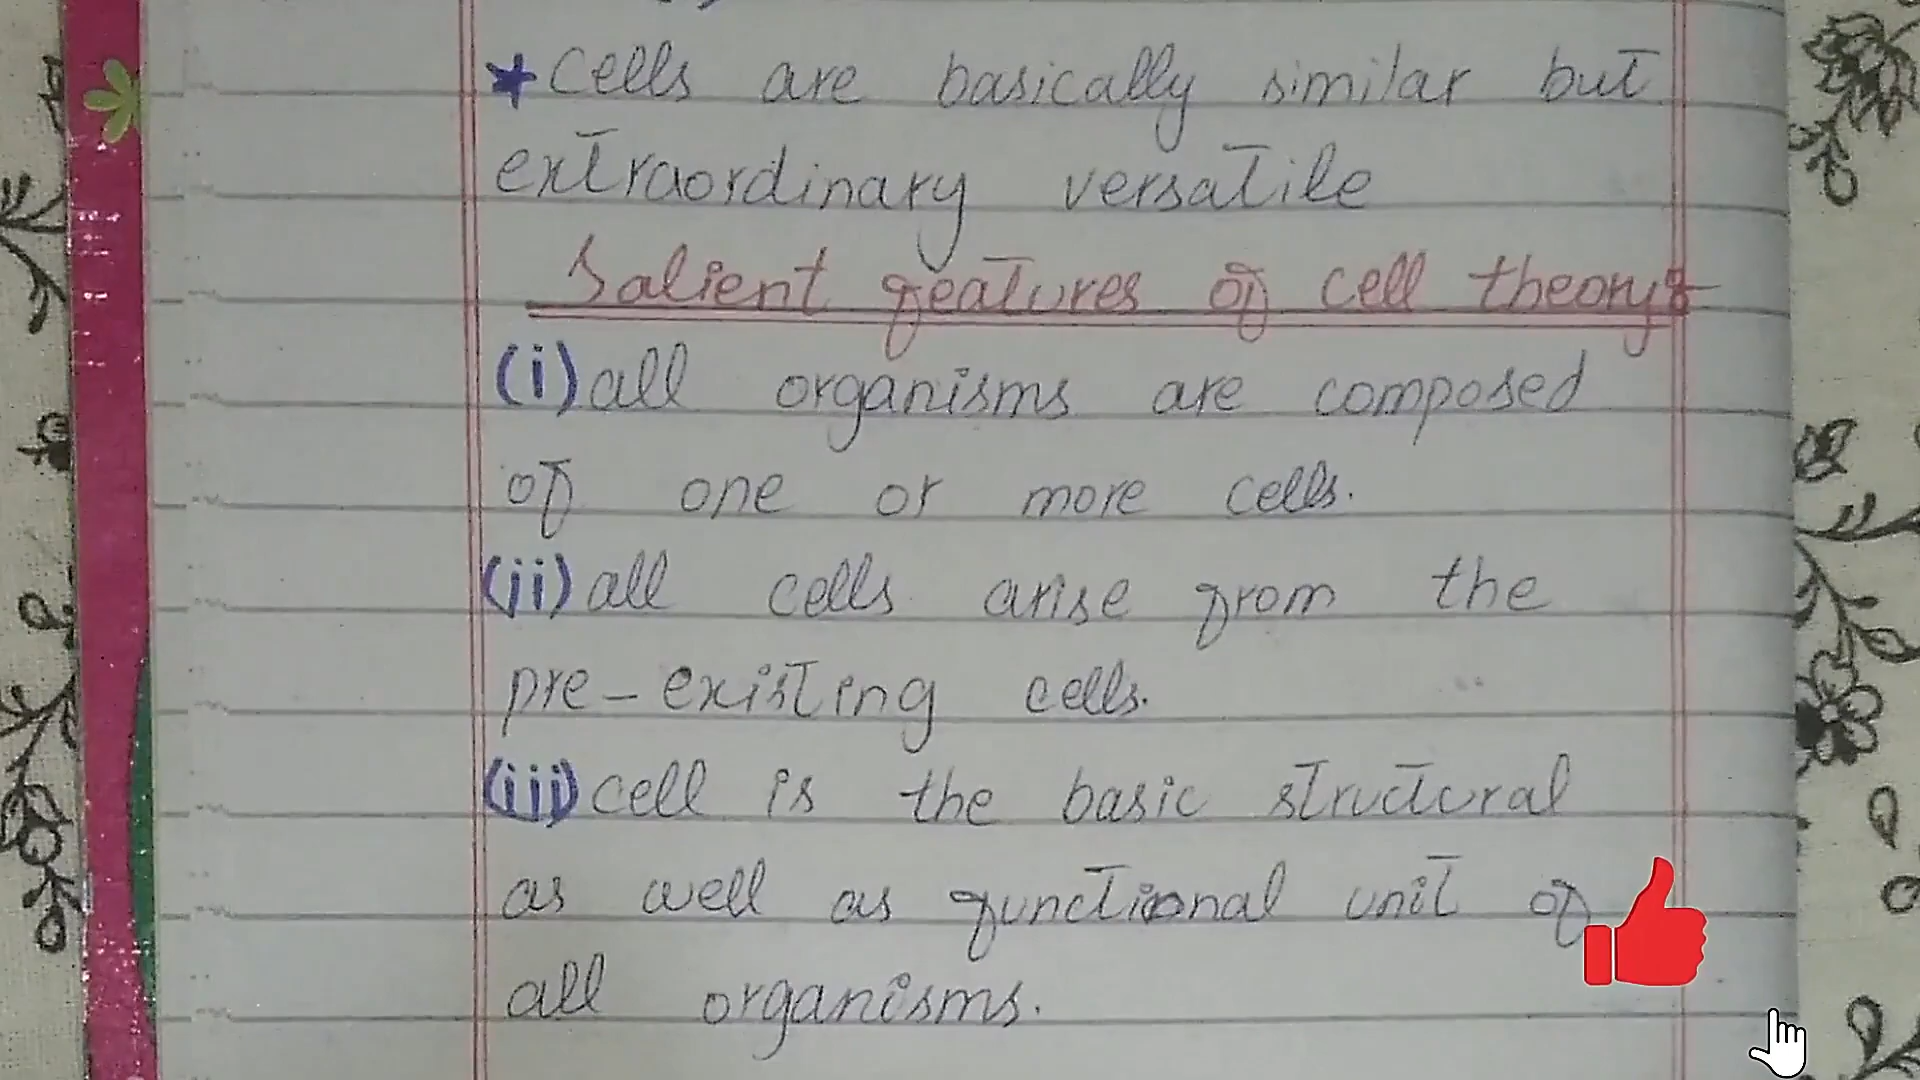 ★ Cells are basically similar but
extraordinary versatile
Salient features of cell theory:-
(i) all organisms are composed
of one or more cells.
(ii) all cells arise from the
pre-existing cells.
(iii) cell is the basic structural
as well as functional unit of
all organisms.